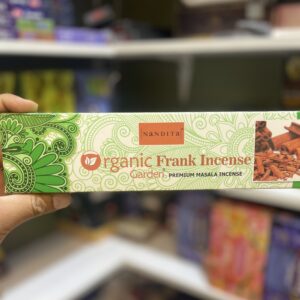 NANDITA
Organic Frank Incense
Garden PREMIUM MASALA INCENSE